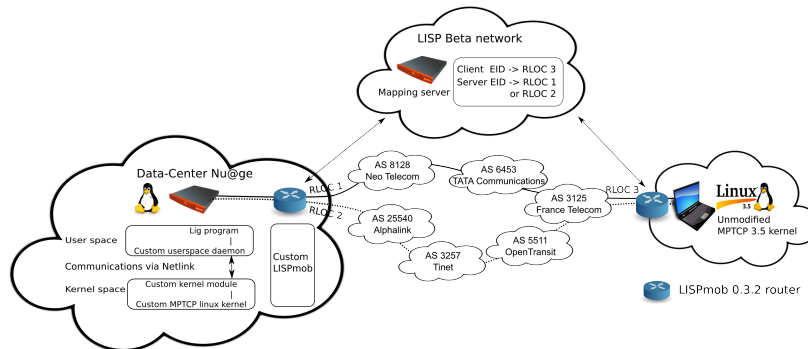 LISP Beta network
Client EID -> RLOC 3
Server EID -> RLOC 1
or RLOC 2
Mapping server
Data-Center Nu@ge
RLOC 1
RLOC 2
AS 8128
Neo Telecom
AS 6453
TATA Communications
AS 3125
France Telecom
RLOC 3
AS 25540
Alphalink
AS 3257
Tinet
AS 5511
OpenTransit
Linux
3.5
Unmodified
MPTCP 3.5 kernel
User space
Lig program
Custom userspace daemon
Communications via Netlink
Kernel space
Custom kernel module
Custom MPTCP linux kernel
Custom
LISPmob
LISPmob 0.3.2 router